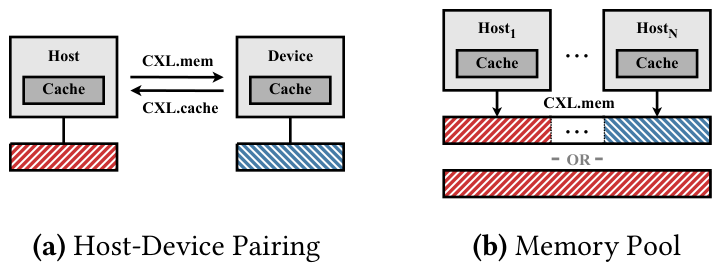 Host
Cache
CXL.mem
CXL.cache
Device
Cache
(a) Host-Device Pairing
Host1
Cache
...
HostN
Cache
CXL.mem
...
OR
(b) Memory Pool